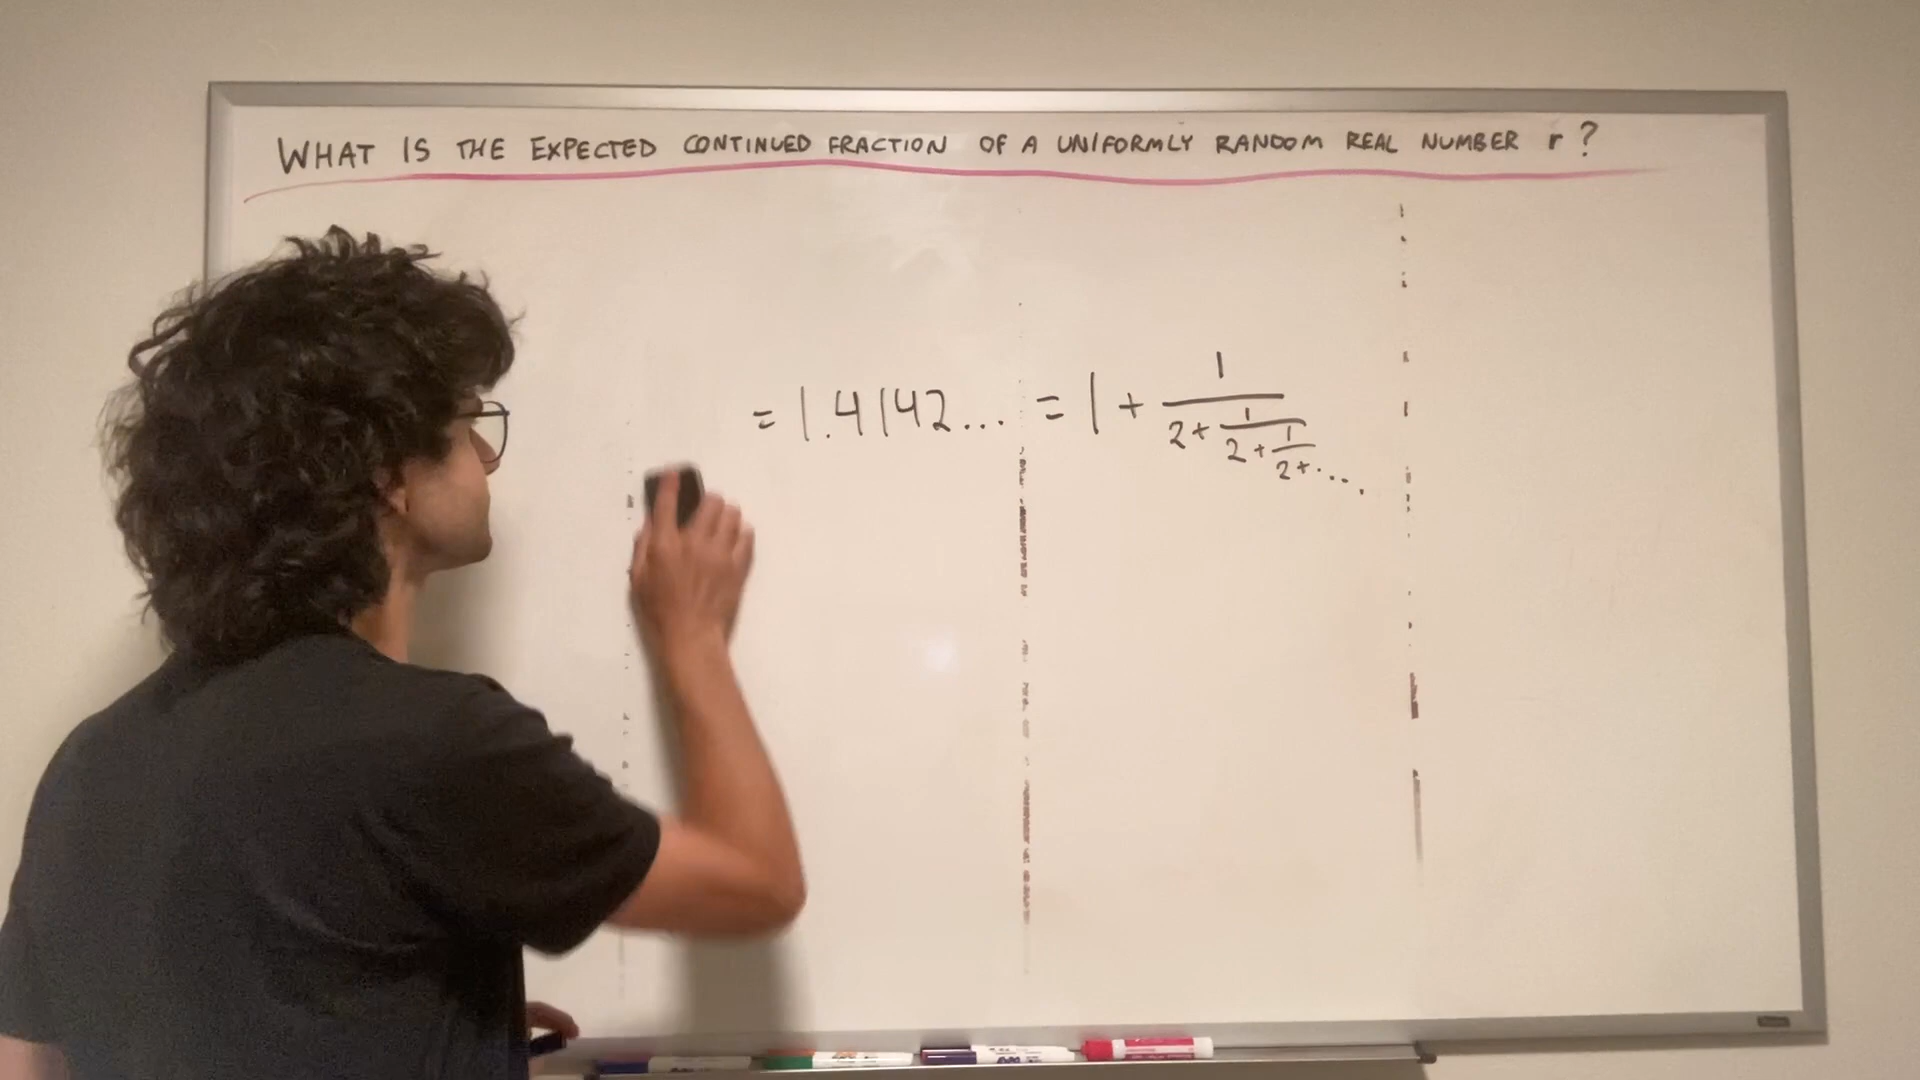 WHAT IS THE EXPECTED CONTINUED FRACTION OF A UNIFORMLY RANDOM REAL NUMBER r?
= 1.4142... = 1 + 1/(2+1/(2+1/(2+...